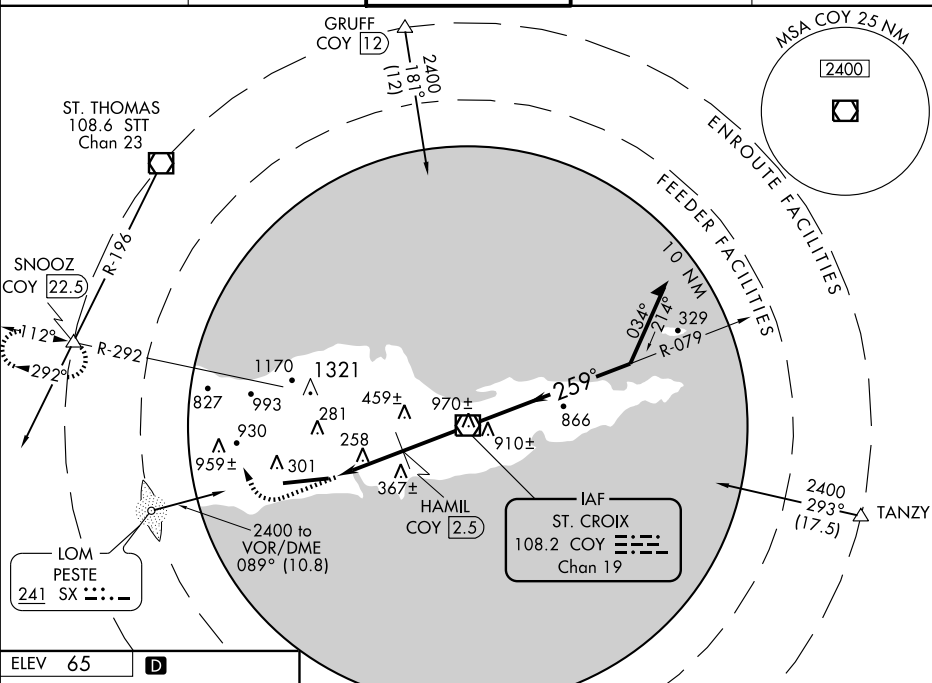 GRUFF
COY 12
2400
181°
(12)
MSA COY 25 NM
2400
ST. THOMAS
108.6 STT
Chan 23
ENROUTE FACILITIES
FEEDER FACILITIES
R-196
SNOOZ
COY 22.5
10 NM
034°
214°
329
R-079
112°
292°
R-292
1170
1321
259°
827
993
459±
970±
866
281
930
258
910±
959±
301
367±
HAMIL
COY 2.5
IAF
ST. CROIX
108.2 COY
Chan 19
2400
293°
(17.5)
TANZY
2400 to
VOR/DME
089° (10.8)
LOM
PESTE
241 SX
ELEV 65
D